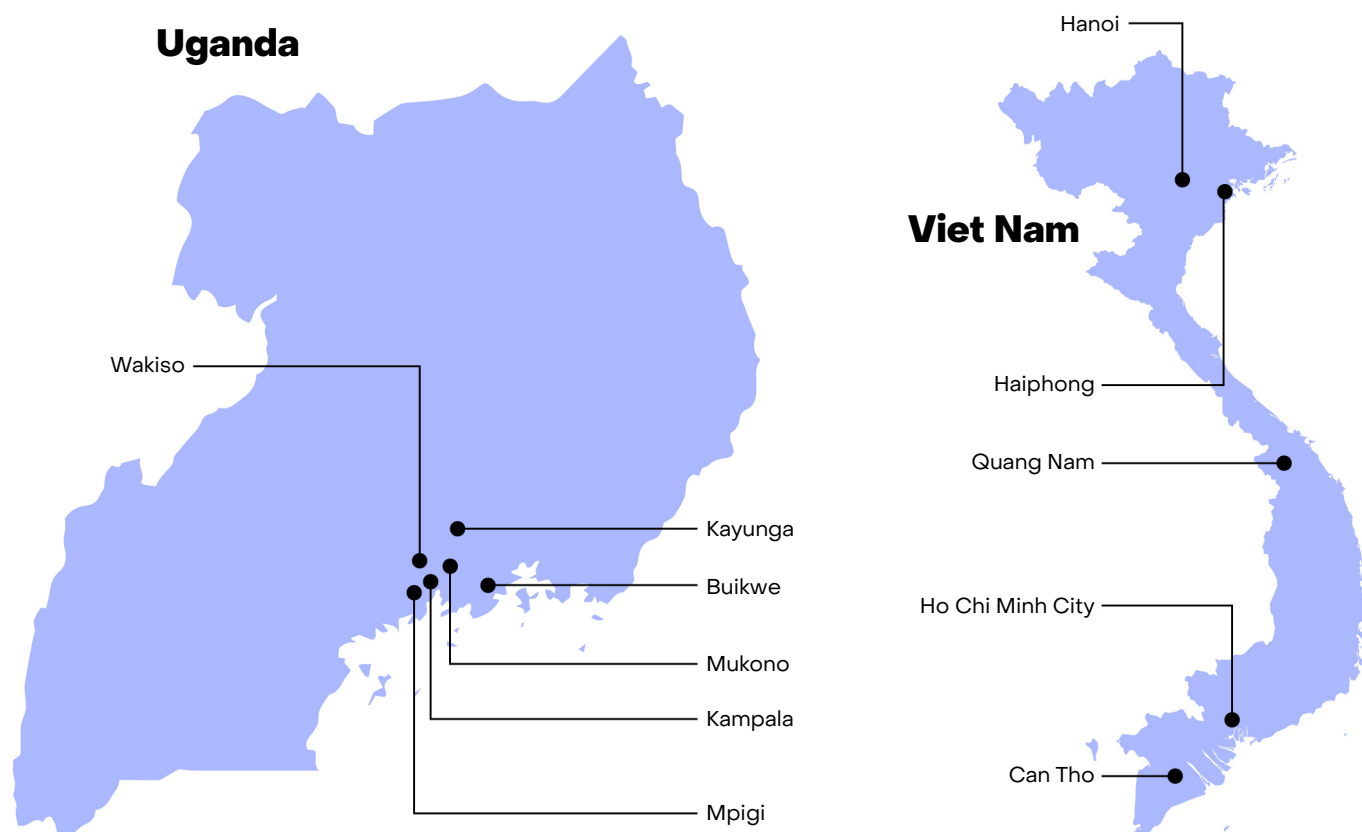 Uganda
Wakiso
Kayunga
Buikwe
Mukono
Kampala
Mpigi
Hanoi
Viet Nam
Haiphong
Quang Nam
Ho Chi Minh City
Can Tho